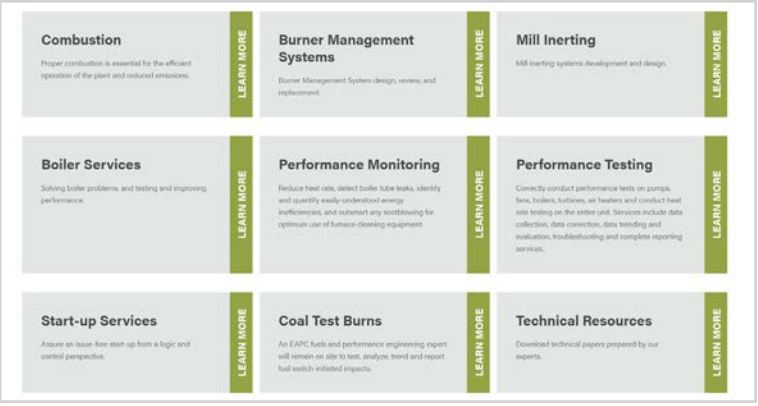 Combustion
Proper combustion is essential for the efficient
operation of the plant and reduced emissions.
LEARN MORE
Burner Management
Systems
Burner Management System design, review, and
replacement.
LEARN MORE
Mill Inerting
Mill inerting systems development and design.
LEARN MORE
Boiler Services
Solving boiler problems, and testing and improving
performance.
LEARN MORE
Performance Monitoring
Reduce heat rate, detect boiler tube leaks, identify
and quantify easily-understood energy
inefficiencies, and outsmart any sootblowing for
optimum use of furnace-cleaning equipment.
LEARN MORE
Performance Testing
Correctly conduct performance tests on pumps,
fans, boilers, turbines, air heaters and conduct heat
rate testing on the entire unit. Services include data
collection, data correction, data trending and
evaluation, troubleshooting and complete reporting
services.
LEARN MORE
Start-up Services
Assure an issue-free start-up from a logic and
control perspective.
LEARN MORE
Coal Test Burns
An EAPC fuels and performance engineering expert
will remain on site to test, analyze, trend and report
fuel switch-initiated impacts.
LEARN MORE
Technical Resources
Download technical papers prepared by our
experts.
LEARN MORE